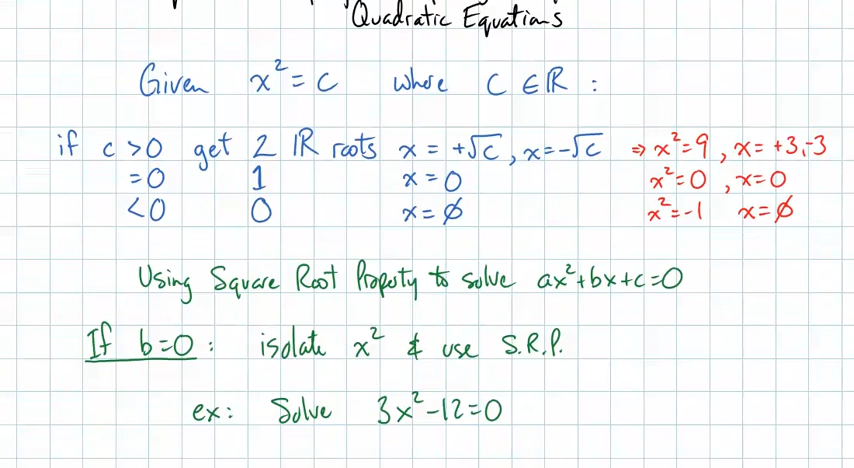 Quadratic Equations
Given x² = c where C ∈ ℝ :
if c >0 get 2 ℝ roots x = +√c , x=-√c ⇒ x²=9 , x= +3,-3
=0 1 x=0 x²=0 , x=0
<0 0 x=∅ x²=-1 x=∅
Using Square Root Property to solve ax²+bx+c=0
If b=0 : isolate x² & use S.R.P.
ex: Solve 3x²-12=0